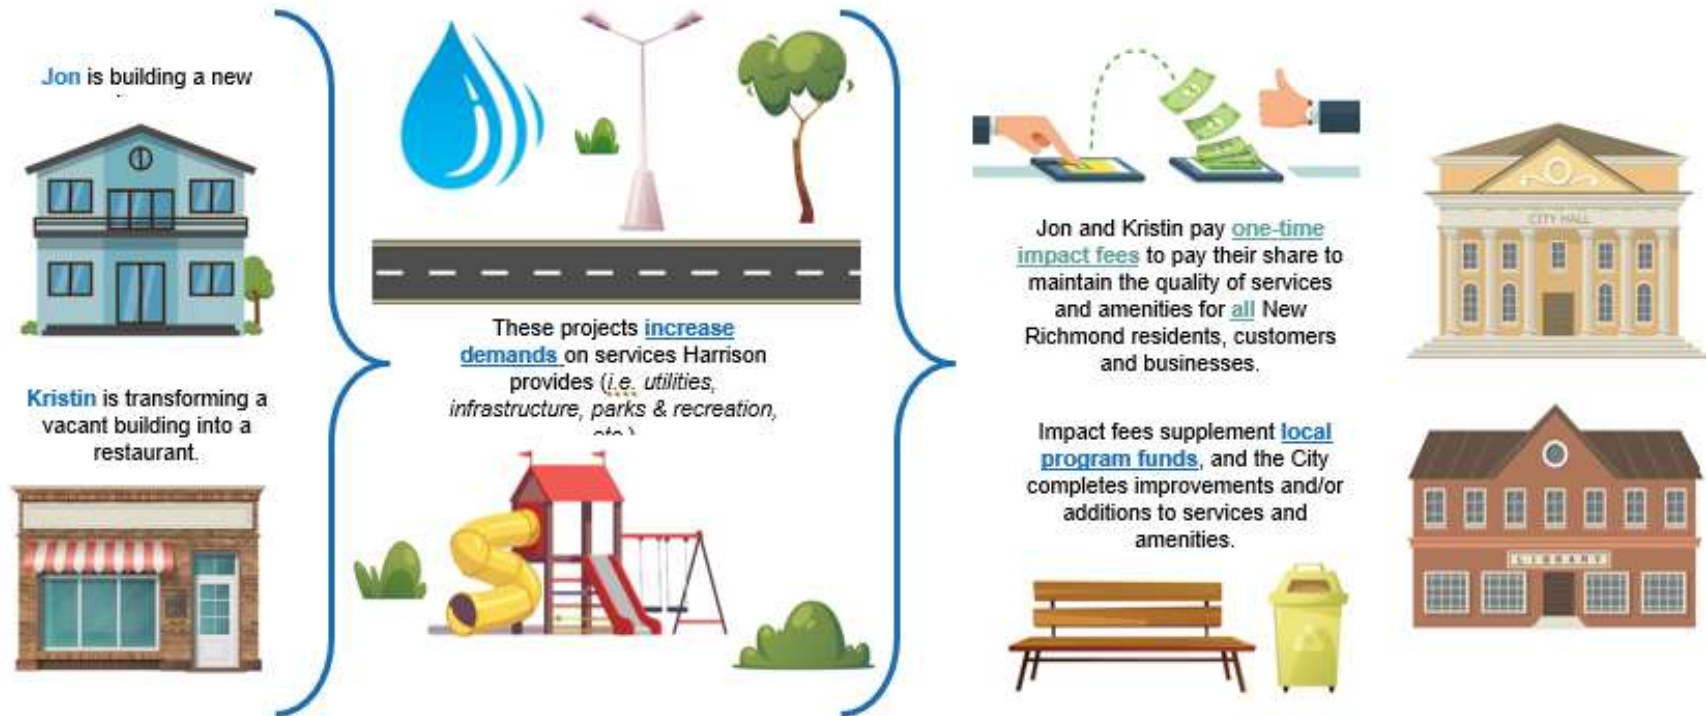 Jon is building a new
Kristin is transforming a
vacant building into a
restaurant.
These projects increase
demands on services Harrison
provides (i.e. utilities,
infrastructure, parks & recreation,
etc.)
Jon and Kristin pay one-time
impact fees to pay their share to
maintain the quality of services
and amenities for all New
Richmond residents, customers
and businesses.
Impact fees supplement local
program funds, and the City
completes improvements and/or
additions to services and
amenities.
CITY HALL
LIBRARY